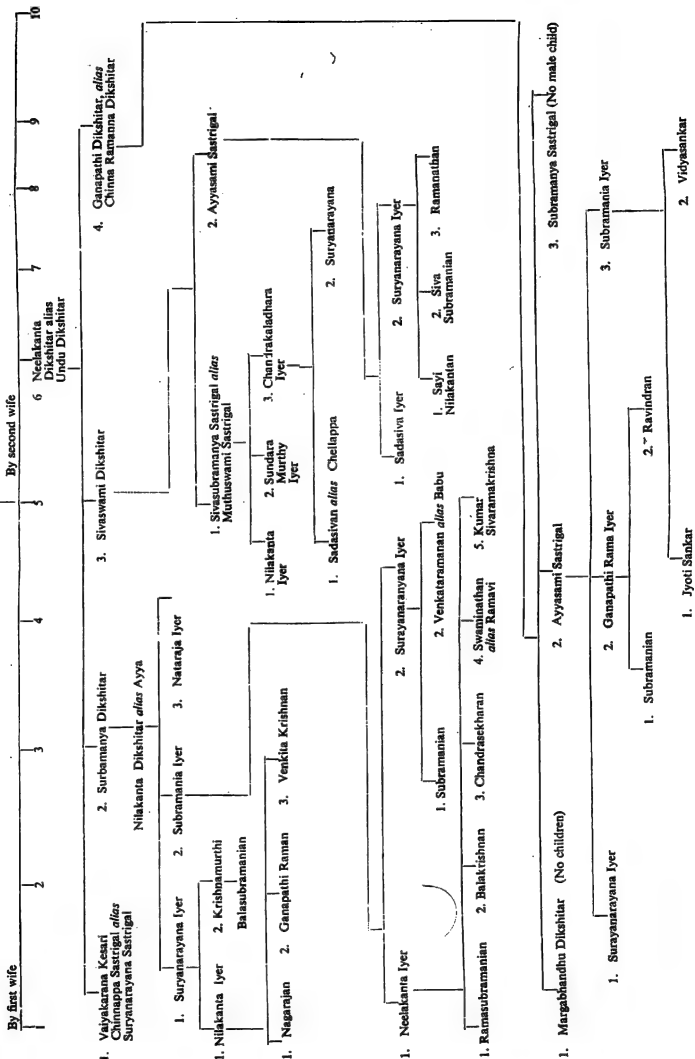 By first wife
By second wife
1 2 3 4 5 6 7 8 9 10
Neelakanta
Dikshitar alias
Undu Dikshitar
1. Vaiyakarana Kesari
Chinnappa Sastrigal alias
Suryanarayana Sastrigal
2. Surbamanya Dikshitar
3. Sivaswami Dikshitar
4. Ganapathi Dikshitar, alias
Chinna Ramanna Dikshitar
Nilakanta Dikshitar alias Ayya
1. Suryanarayana Iyer
2. Subramania Iyer
3. Nataraja Iyer
1. Sivasubramanya Sastrigal alias
Muthuswami Sastrigal
2. Ayyasami Sastrigal
1. Nilakanta Iyer
2. Krishnamurthi
Balasubramanian
1. Nilakanta
Iyer
2. Sundara
Murthy
Iyer
3. Chandrakaladhara
Iyer
1. Nagarajan
2. Ganapathi Raman
3. Venkita Krishnan
1. Sadasivan alias Chellappa
2. Suryanarayana
1. Sadasiva Iyer
2. Suryanarayana Iyer
1. Sayi
Nilakantan
2. Siva
Subramanian
3. Ramanathan
1. Neelakanta Iyer
2. Surayanaranyana Iyer
1. Subramanian
2. Venkataramanan alias Babu
1. Ramasubramanian
2. Balakrishnan
3. Chandrasekharan
4. Swaminathan
alias Ramavi
5. Kumar
Sivaramakrishna
1. Margabhandhu Dikshitar (No children)
2. Ayyasami Sastrigal
3. Subramanya Sastrigal (No male child)
1. Surayanarayana Iyer
2. Ganapathi Rama Iyer
3. Subramania Iyer
1. Subramanian
2. Ravindran
1. Jyoti Sankar
2. Vidyasankar